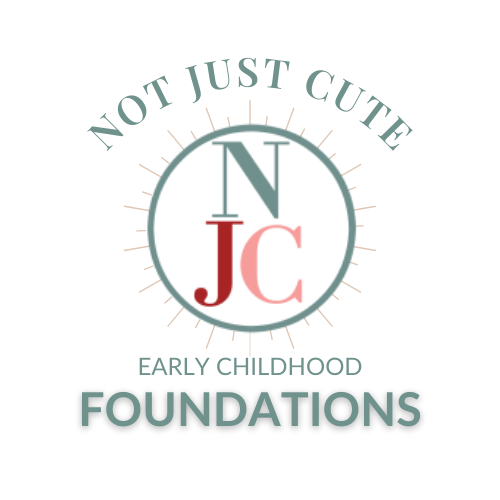 NOT JUST CUTE
N
JC
EARLY CHILDHOOD
FOUNDATIONS